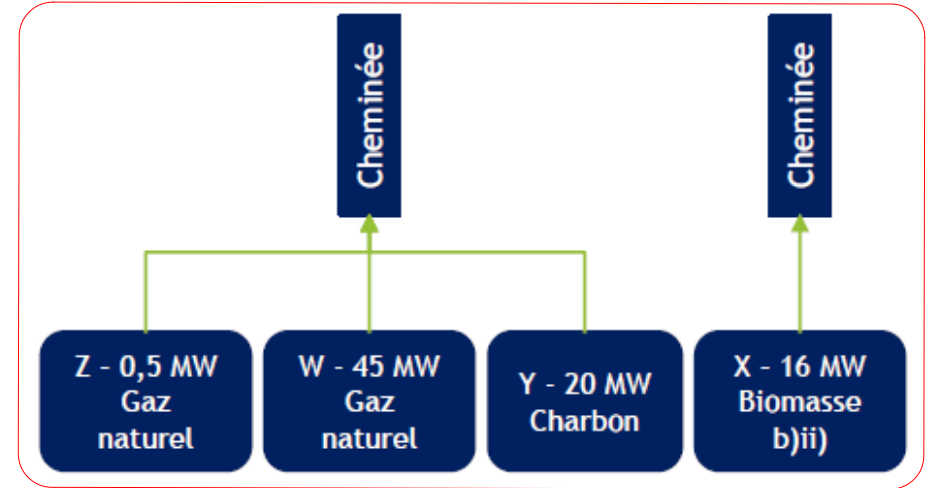 Cheminée
Cheminée
Z - 0,5 MW
Gaz
naturel
W - 45 MW
Gaz
naturel
Y - 20 MW
Charbon
X - 16 MW
Biomasse
b)ii)